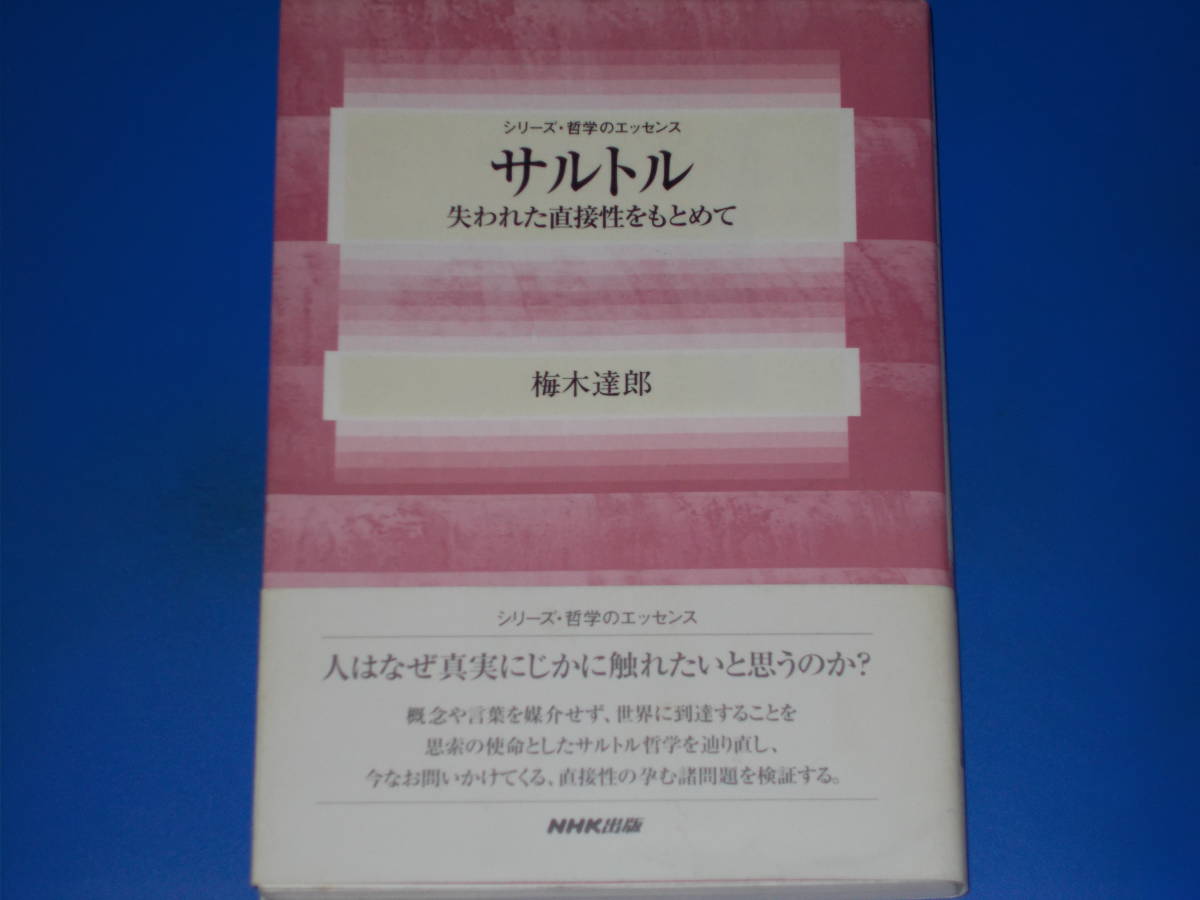 シリーズ・哲学のエッセンス
サルトル
失われた直接性をもとめて
梅木達郎
シリーズ・哲学のエッセンス
人はなぜ真実にじかに触れたいと思うのか?
概念や言葉を媒介せず、世界に到達することを
思索の使命としたサルトル哲学を辿り直し、
今なお問いかけてくる、直接性の孕む諸問題を検証する。
NHK出版